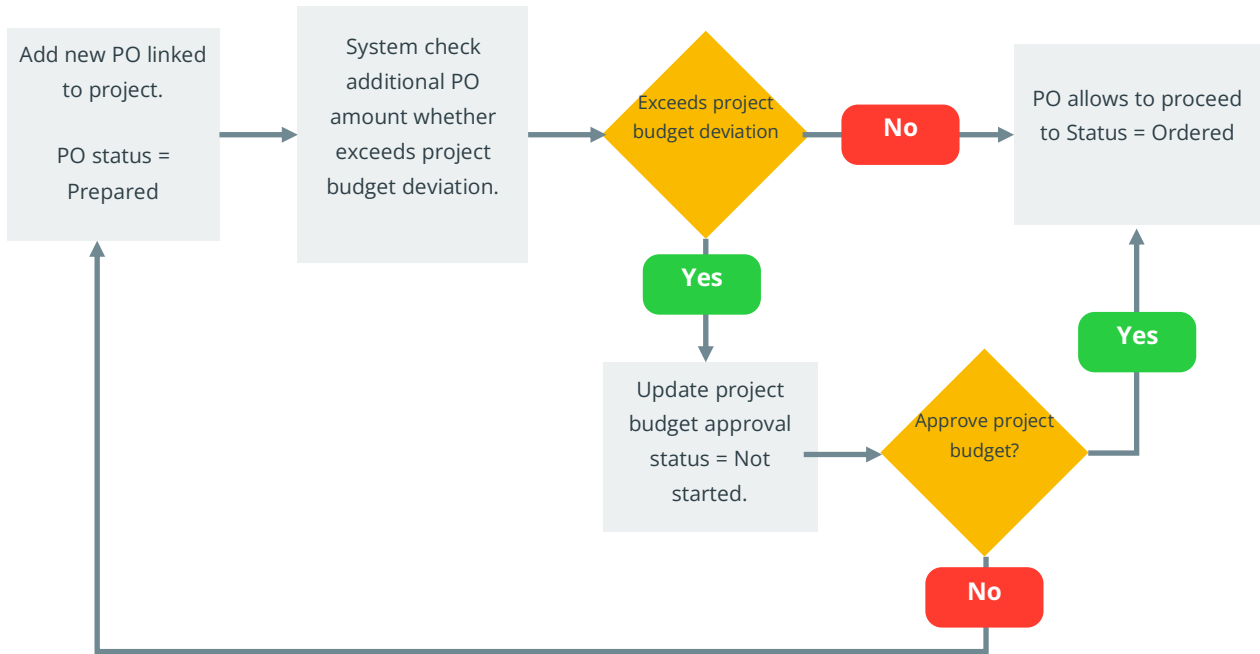 Add new PO linked
to project.
PO status =
Prepared
System check
additional PO
amount whether
exceeds project
budget deviation.
Exceeds project
budget deviation
No
PO allows to proceed
to Status = Ordered
Yes
Update project
budget approval
status = Not
started.
Approve project
budget?
Yes
No